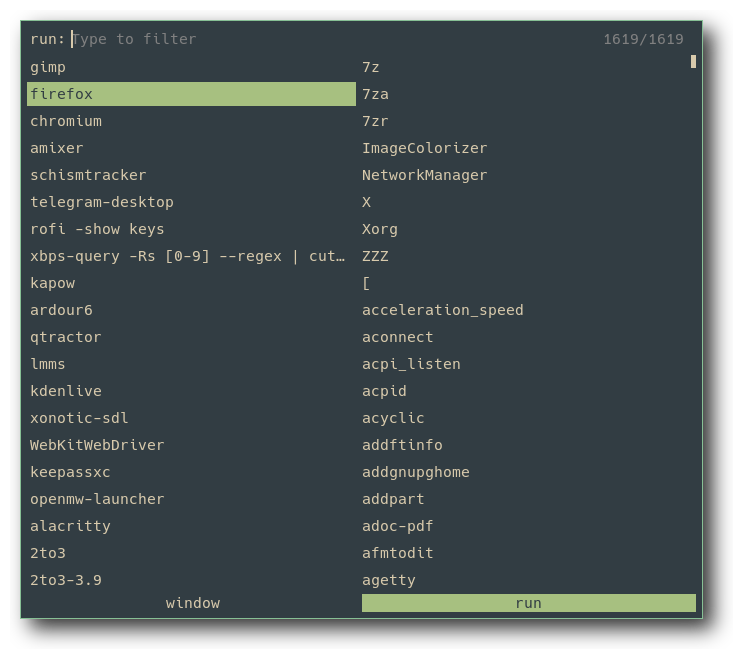 run: Type to filter 1619/1619
gimp
firefox
chromium
amixer
schismtracker
telegram-desktop
rofi -show keys
xbps-query -Rs [0-9] --regex | cut…
kapow
ardour6
qtractor
lmms
kdenlive
xonotic-sdl
WebKitWebDriver
keepassxc
openmw-launcher
alacritty
2to3
2to3-3.9
7z
7za
7zr
ImageColorizer
NetworkManager
X
Xorg
ZZZ
[
acceleration_speed
aconnect
acpi_listen
acpid
acyclic
addftinfo
addgnupghome
addpart
adoc-pdf
afmtodit
agetty
window run